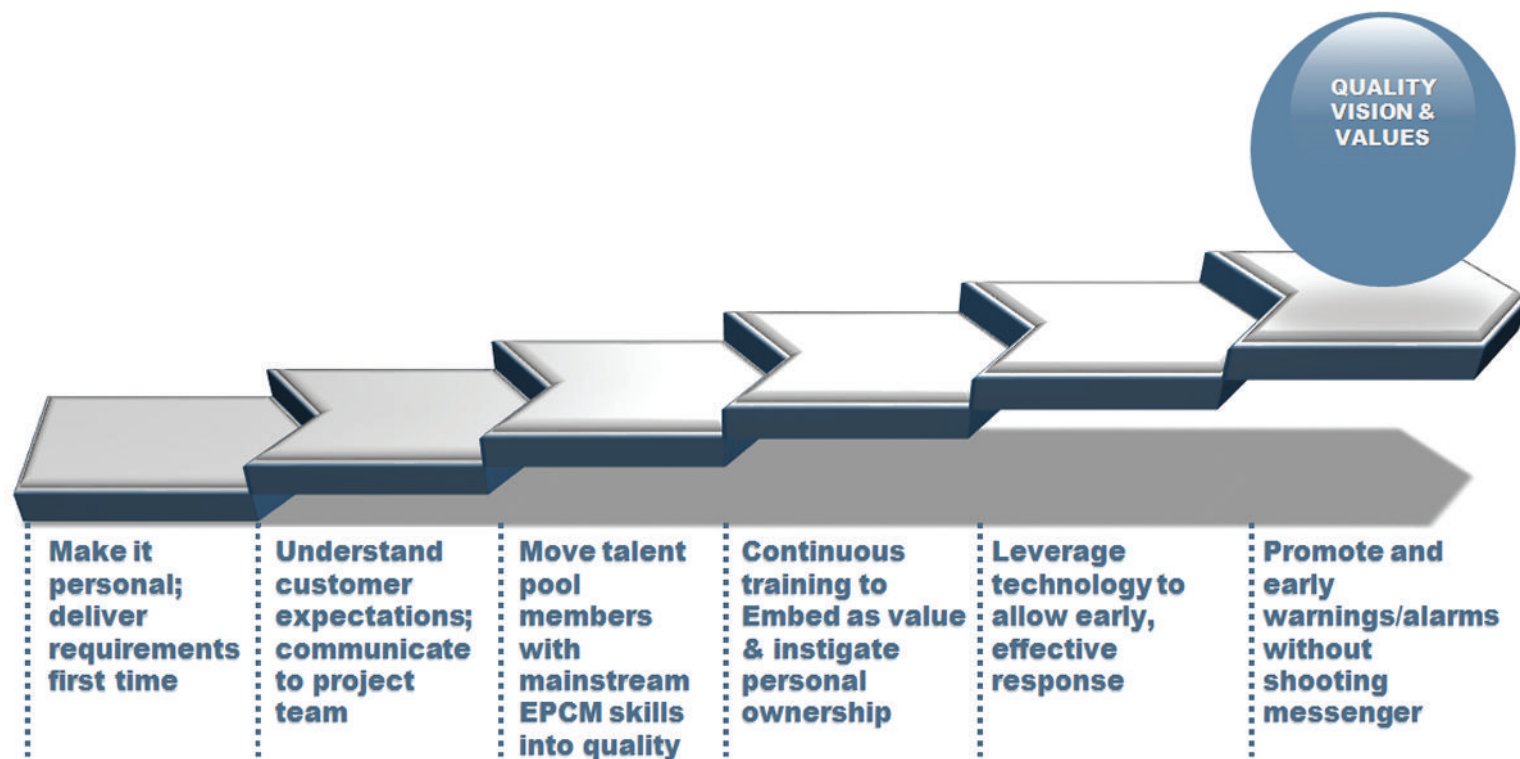 QUALITY
VISION &
VALUES
Make it
personal;
deliver
requirements
first time
Understand
customer
expectations;
communicate
to project
team
Move talent
pool
members
with
mainstream
EPCM skills
into quality
Continuous
training to
Embed as value
& instigate
personal
ownership
Leverage
technology to
allow early,
effective
response
Promote and
early
warnings/alarms
without
shooting
messenger